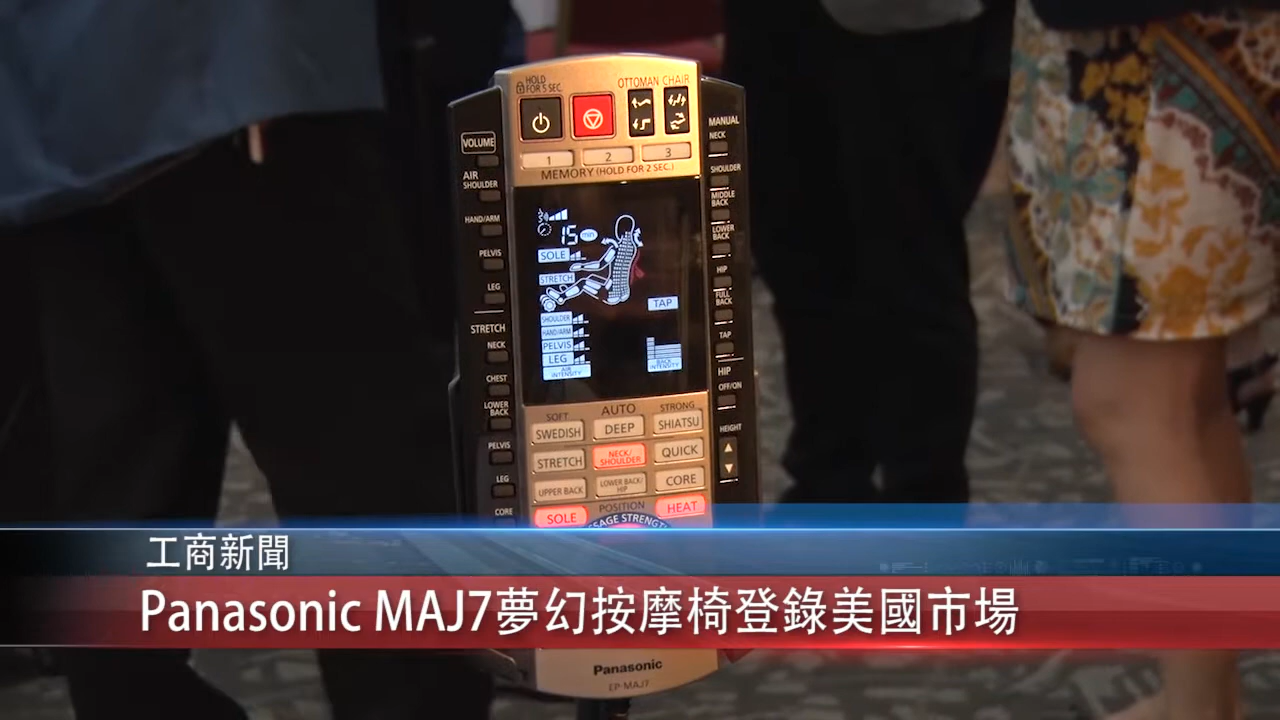 HOLD
FOR 5 SEC.
OTTOMAN CHAIR
1 2 3
MEMORY (HOLD FOR 2 SEC.)
VOLUME
AIR
SHOULDER
HAND/ARM
PELVIS
LEG
STRETCH
NECK
CHEST
LOWER
BACK
PELVIS
LEG
CORE
15 min
SOLE
STRETCH
SHOULDER
HAND/ARM
PELVIS
LEG
AIR
INTENSITY
TAP
BACK
INTENSITY
MANUAL
NECK
SHOULDER
MIDDLE
BACK
LOWER
BACK
HIP
FULL
BACK
TAP
HIP
OFF/ON
HEIGHT
SOFT AUTO STRONG
SWEDISH DEEP SHIATSU
STRETCH NECK/
SHOULDER QUICK
UPPER BACK LOWER BACK/
HIP CORE
SOLE POSITION HEAT
SSAGE STRENGTH
工商新聞
Panasonic MAJ7夢幻按摩椅登錄美國市場
Panasonic
EP-MAJ7